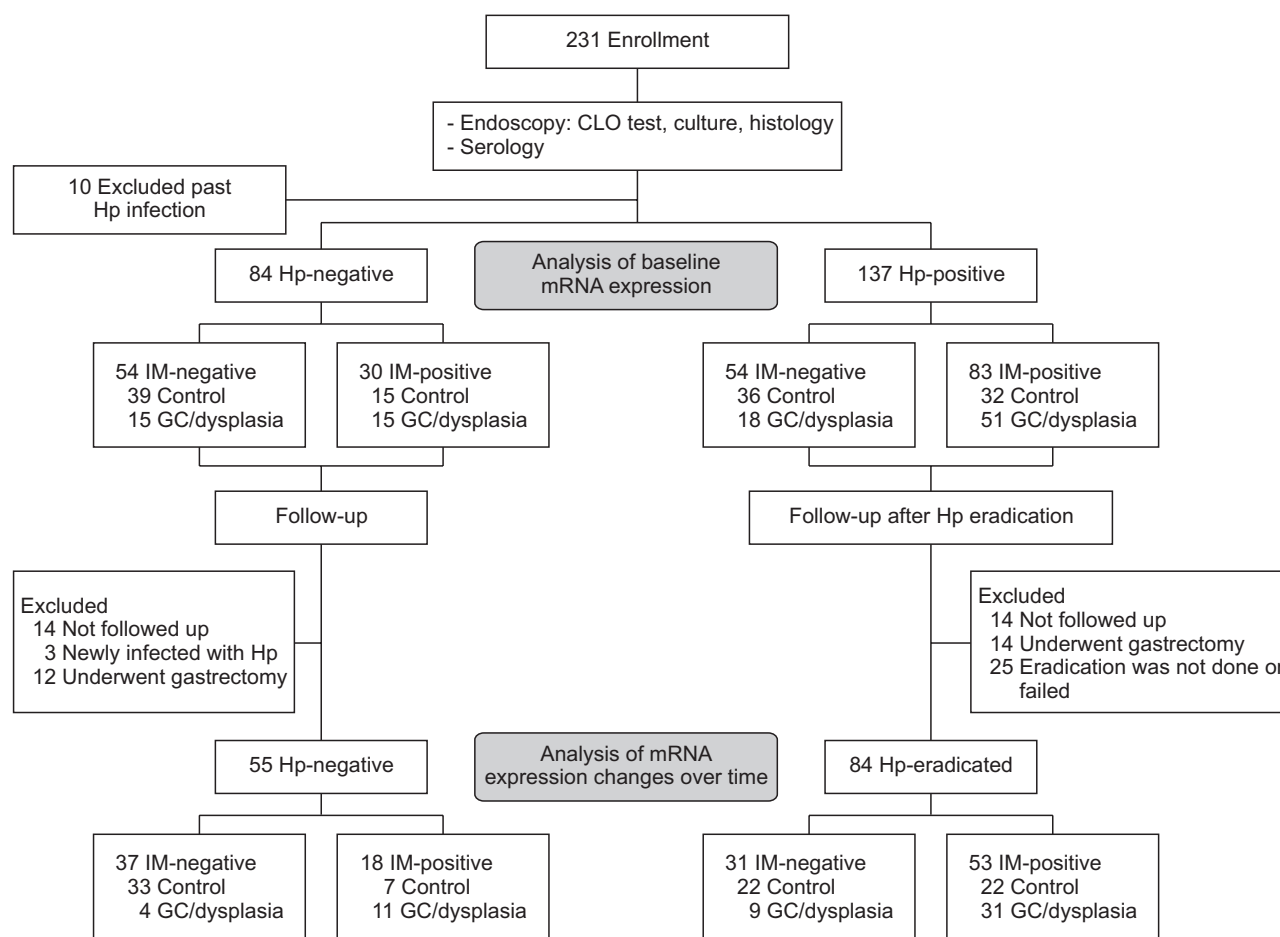 231 Enrollment
- Endoscopy: CLO test, culture, histology
- Serology
10 Excluded past
Hp infection
84 Hp-negative
Analysis of baseline
mRNA expression
137 Hp-positive
54 IM-negative
39 Control
15 GC/dysplasia
30 IM-positive
15 Control
15 GC/dysplasia
54 IM-negative
36 Control
18 GC/dysplasia
83 IM-positive
32 Control
51 GC/dysplasia
Follow-up
Follow-up after Hp eradication
Excluded
14 Not followed up
3 Newly infected with Hp
12 Underwent gastrectomy
Excluded
14 Not followed up
14 Underwent gastrectomy
25 Eradication was not done or
failed
55 Hp-negative
Analysis of mRNA
expression changes over time
84 Hp-eradicated
37 IM-negative
33 Control
4 GC/dysplasia
18 IM-positive
7 Control
11 GC/dysplasia
31 IM-negative
22 Control
9 GC/dysplasia
53 IM-positive
22 Control
31 GC/dysplasia